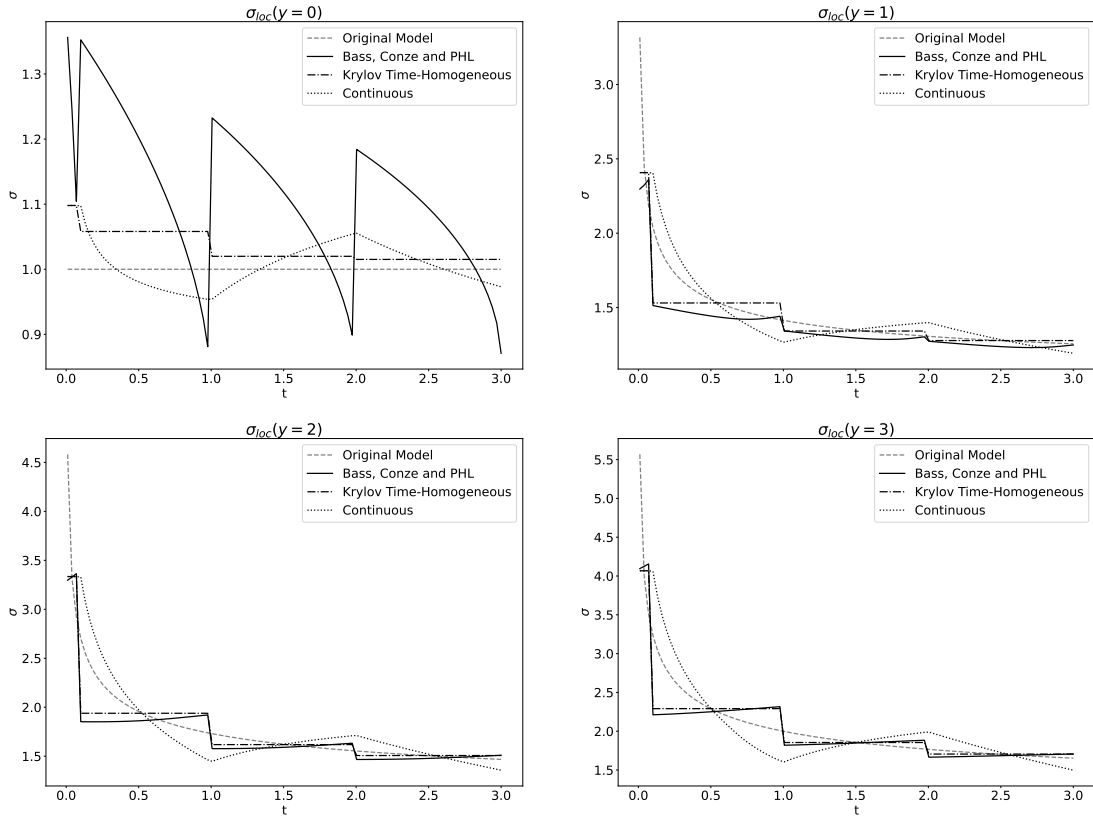 σ_loc(y = 0)
Original Model
Bass, Conze and PHL
Krylov Time-Homogeneous
Continuous
1.3
1.2
1.1
1.0
0.9
σ
0.0 0.5 1.0 1.5 2.0 2.5 3.0
t
σ_loc(y = 1)
Original Model
Bass, Conze and PHL
Krylov Time-Homogeneous
Continuous
3.0
2.5
2.0
1.5
σ
0.0 0.5 1.0 1.5 2.0 2.5 3.0
t
σ_loc(y = 2)
Original Model
Bass, Conze and PHL
Krylov Time-Homogeneous
Continuous
4.5
4.0
3.5
3.0
2.5
2.0
1.5
σ
0.0 0.5 1.0 1.5 2.0 2.5 3.0
t
σ_loc(y = 3)
Original Model
Bass, Conze and PHL
Krylov Time-Homogeneous
Continuous
5.5
5.0
4.5
4.0
3.5
3.0
2.5
2.0
1.5
σ
0.0 0.5 1.0 1.5 2.0 2.5 3.0
t